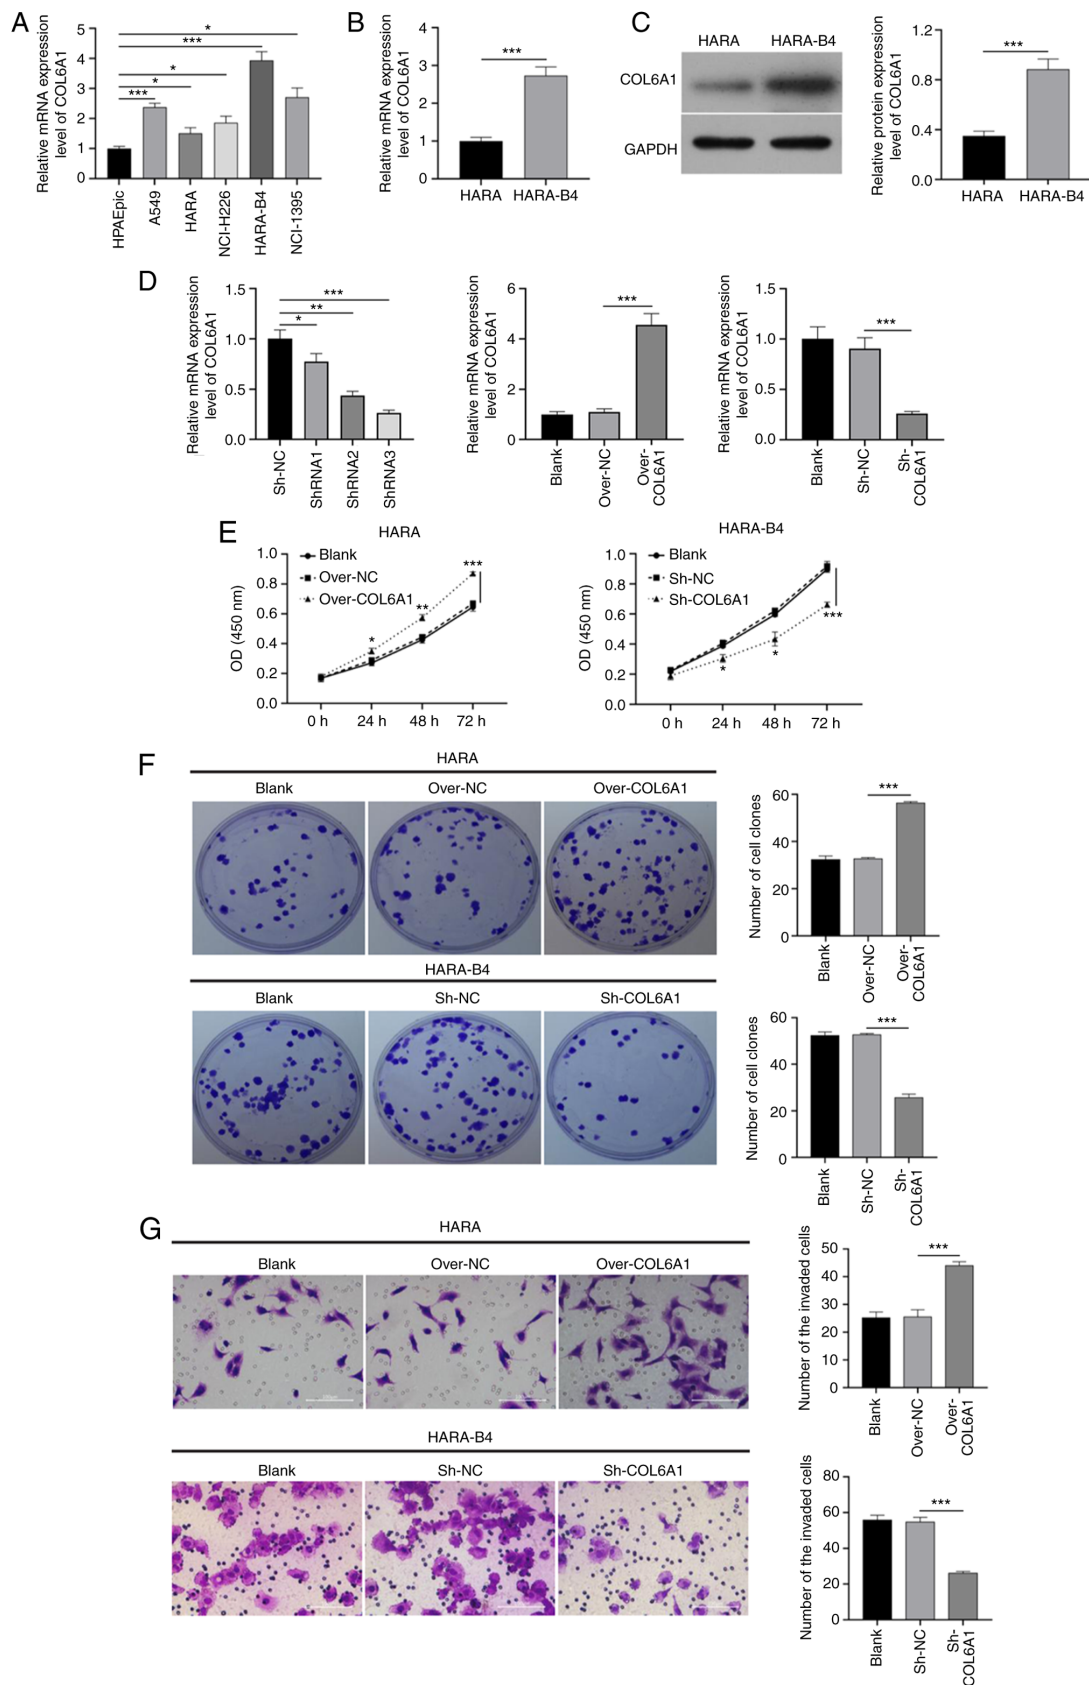 A
Relative mRNA expression
level of COL6A1
5
4
3
2
1
0
*
***
*
*
***
HPAEpic
A549
HARA
NCI-H226
HARA-B4
NCI-1395
B
Relative mRNA expression
level of COL6A1
4
3
2
1
0
***
HARA
HARA-B4
C
HARA
HARA-B4
COL6A1
GAPDH
Relative protein expression
level of COL6A1
1.2
0.8
0.4
0.0
***
HARA
HARA-B4
D
Relative mRNA expression
level of COL6A1
1.5
1.0
0.5
0.0
***
**
*
Sh-NC
ShRNA1
ShRNA2
ShRNA3
Relative mRNA expression
level of COL6A1
6
4
2
0
***
Blank
Over-NC
Over-
COL6A1
Relative mRNA expression
level of COL6A1
1.5
1.0
0.5
0.0
***
Blank
Sh-NC
Sh-
COL6A1
E
HARA
OD (450 nm)
1.0
0.8
0.6
0.4
0.2
0.0
Blank
Over-NC
Over-COL6A1
*
**
***
0 h
24 h
48 h
72 h
HARA-B4
OD (450 nm)
1.0
0.8
0.6
0.4
0.2
0.0
Blank
Sh-NC
Sh-COL6A1
*
*
***
0 h
24 h
48 h
72 h
F
HARA
Blank
Over-NC
Over-COL6A1
Number of cell clones
60
40
20
0
***
Blank
Over-NC
Over-
COL6A1
HARA-B4
Blank
Sh-NC
Sh-COL6A1
Number of cell clones
60
40
20
0
***
Blank
Sh-NC
Sh-
COL6A1
G
HARA
Blank
Over-NC
Over-COL6A1
Number of the invaded cells
50
40
30
20
10
0
***
Blank
Over-NC
Over-
COL6A1
HARA-B4
Blank
Sh-NC
Sh-COL6A1
Number of the invaded cells
80
60
40
20
0
***
Blank
Sh-NC
Sh-
COL6A1